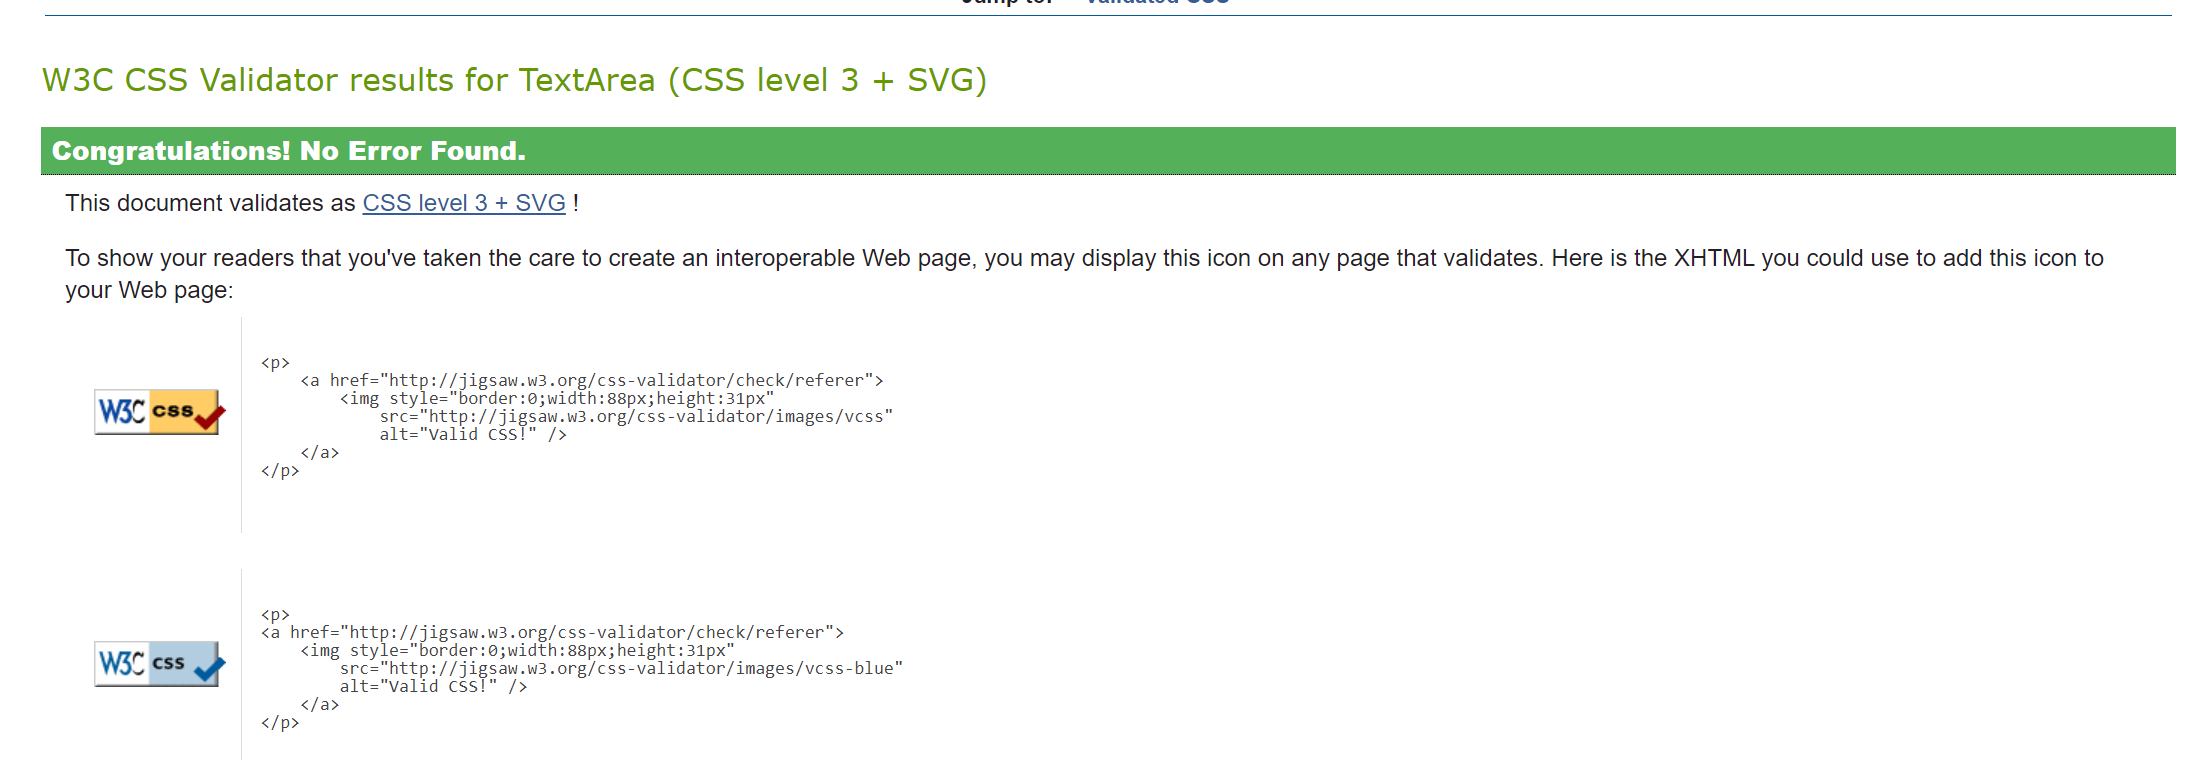 Jump to: Validated CSS
W3C CSS Validator results for TextArea (CSS level 3 + SVG)
Congratulations! No Error Found.
This document validates as CSS level 3 + SVG !
To show your readers that you've taken the care to create an interoperable Web page, you may display this icon on any page that validates. Here is the XHTML you could use to add this icon to
your Web page:
<p>
    <a href="http://jigsaw.w3.org/css-validator/check/referer">
        <img style="border:0;width:88px;height:31px"
            src="http://jigsaw.w3.org/css-validator/images/vcss"
W3C css
            alt="Valid CSS!" />
    </a>
</p>
<p>
<a href="http://jigsaw.w3.org/css-validator/check/referer">
    <img style="border:0;width:88px;height:31px"
W3C css
        src="http://jigsaw.w3.org/css-validator/images/vcss-blue"
        alt="Valid CSS!" />
    </a>
</p>